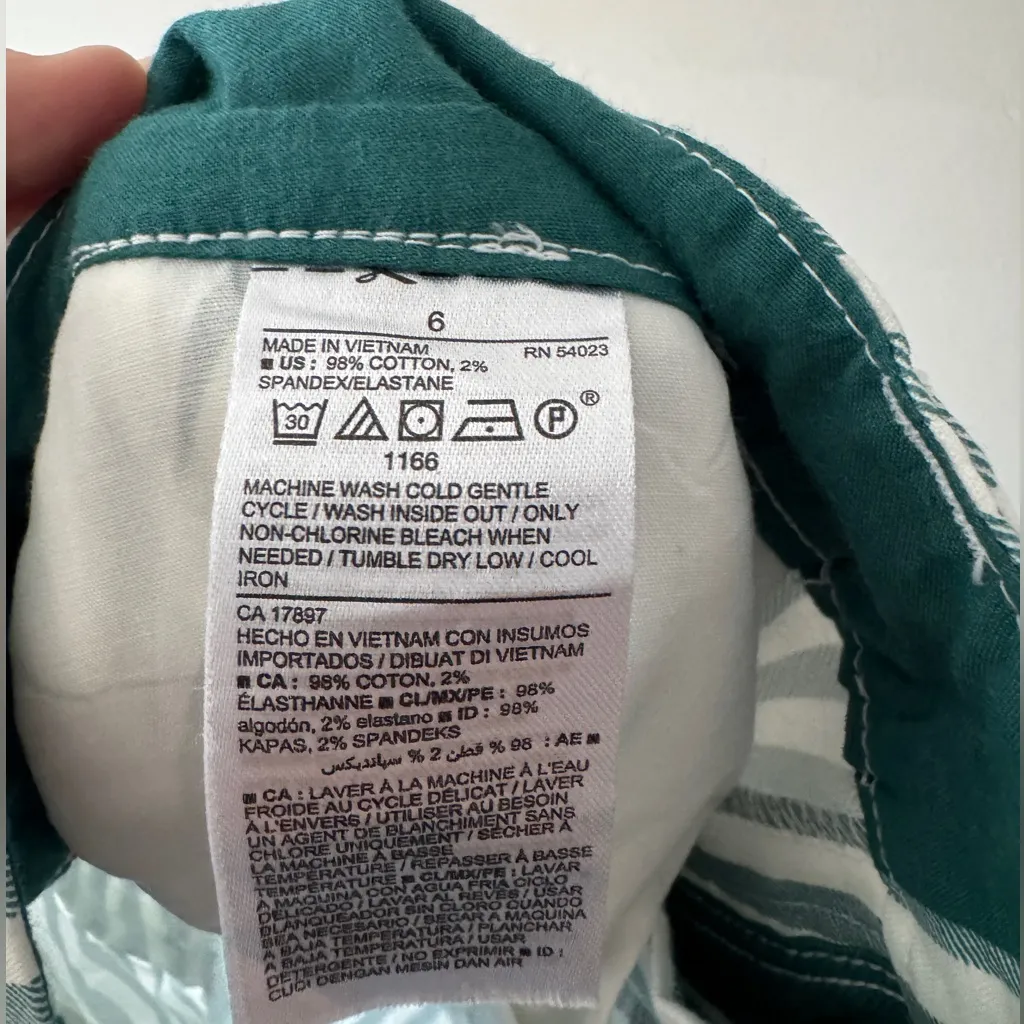 6
MADE IN VIETNAM RN 54023
■ US : 98% COTTON, 2%
SPANDEX/ELASTANE
30 P ®
1166
MACHINE WASH COLD GENTLE
CYCLE / WASH INSIDE OUT / ONLY
NON-CHLORINE BLEACH WHEN
NEEDED / TUMBLE DRY LOW / COOL
IRON
CA 17897
HECHO EN VIETNAM CON INSUMOS
IMPORTADOS / DIBUAT DI VIETNAM
■ CA : 98% COTON, 2%
ÉLASTHANNE ■ CL/MX/PE : 98%
algodón, 2% elastano ■ ID : 98%
KAPAS, 2% SPANDEKS
■ AE : 98 % قطن 2 % سباندیکس
■ CA : LAVER À LA MACHINE À L'EAU
FROIDE AU CYCLE DÉLICAT / LAVER
À L'ENVERS / UTILISER AU BESOIN
UN AGENT DE BLANCHIMENT SANS
CHLORE UNIQUEMENT / SÉCHER À
LA MACHINE À BASSE
TEMPÉRATURE / REPASSER À BASSE
TEMPÉRATURE ■ CL/MX/PE : LAVAR
A MAQUINA CON AGUA FRIA CICLO
DELICADO / LAVAR AL REVÉS / USAR
BLANQUEADOR SIN CLORO CUANDO
SEA NECESARIO / SECAR A MAQUINA
A BAJA TEMPERATURA / PLANCHAR
A BAJA TEMPERATURA / USAR
DETERGENTE / NO EXPRIMIR ■ ID :
CUCI DENGAN MESIN DAN AIR